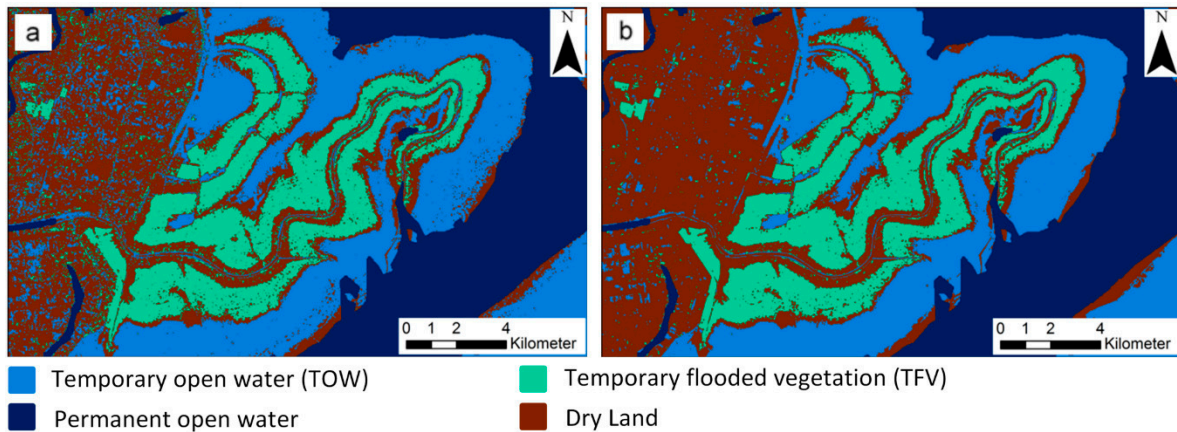 a
N
0 1 2 4
Kilometer
b
N
0 1 2 4
Kilometer
Temporary open water (TOW)
Temporary flooded vegetation (TFV)
Permanent open water
Dry Land